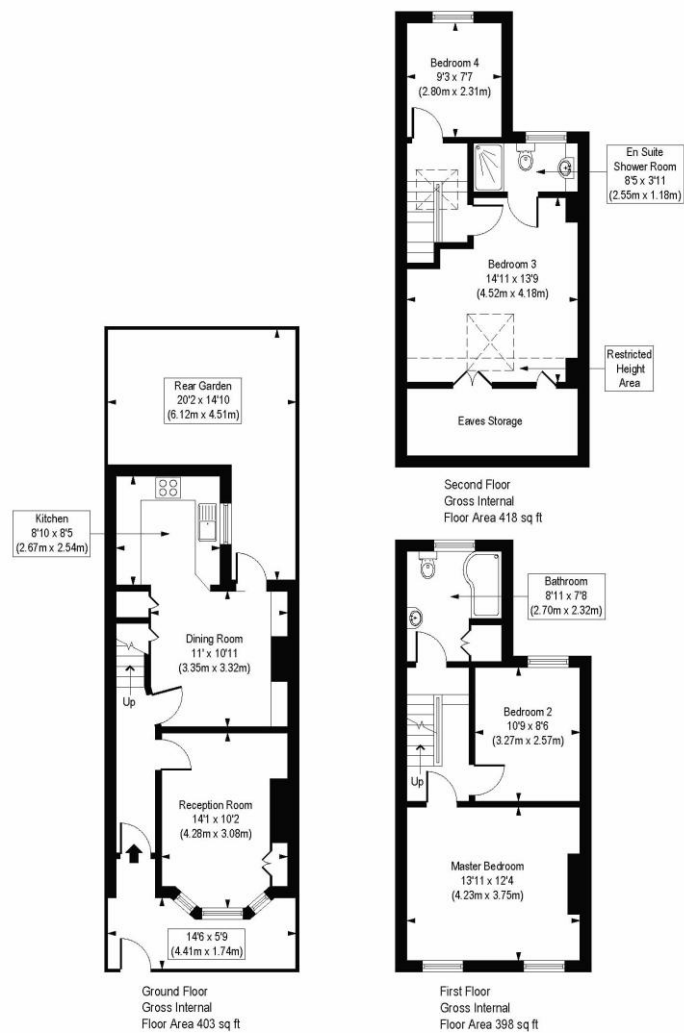 Bedroom 4
9'3 x 7'7
(2.80m x 2.31m)
En Suite
Shower Room
8'5 x 3'11
(2.55m x 1.18m)
Bedroom 3
14'11 x 13'9
(4.52m x 4.18m)
Restricted
Height
Area
Eaves Storage
Second Floor
Gross Internal
Floor Area 418 sq ft
Rear Garden
20'2 x 14'10
(6.12m x 4.51m)
Kitchen
8'10 x 8'5
(2.67m x 2.54m)
Dining Room
11' x 10'11
(3.35m x 3.32m)
Up
Reception Room
14'1 x 10'2
(4.28m x 3.08m)
14'6 x 5'9
(4.41m x 1.74m)
Ground Floor
Gross Internal
Floor Area 403 sq ft
Bathroom
8'11 x 7'8
(2.70m x 2.32m)
Bedroom 2
10'9 x 8'6
(3.27m x 2.57m)
Up
Master Bedroom
13'11 x 12'4
(4.23m x 3.75m)
First Floor
Gross Internal
Floor Area 398 sq ft